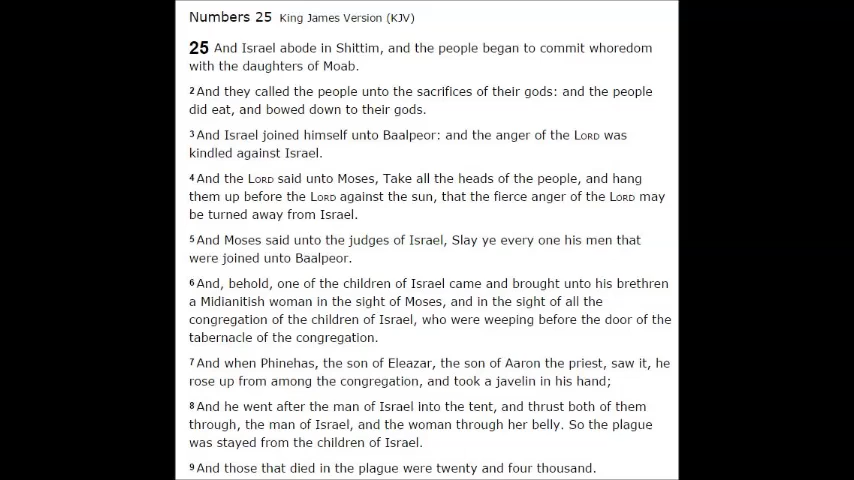 Numbers 25 King James Version (KJV)
25 And Israel abode in Shittim, and the people began to commit whoredom
with the daughters of Moab.
2 And they called the people unto the sacrifices of their gods: and the people
did eat, and bowed down to their gods.
3 And Israel joined himself unto Baalpeor: and the anger of the LORD was
kindled against Israel.
4 And the LORD said unto Moses, Take all the heads of the people, and hang
them up before the LORD against the sun, that the fierce anger of the LORD may
be turned away from Israel.
5 And Moses said unto the judges of Israel, Slay ye every one his men that
were joined unto Baalpeor.
6 And, behold, one of the children of Israel came and brought unto his brethren
a Midianitish woman in the sight of Moses, and in the sight of all the
congregation of the children of Israel, who were weeping before the door of the
tabernacle of the congregation.
7 And when Phinehas, the son of Eleazar, the son of Aaron the priest, saw it, he
rose up from among the congregation, and took a javelin in his hand;
8 And he went after the man of Israel into the tent, and thrust both of them
through, the man of Israel, and the woman through her belly. So the plague
was stayed from the children of Israel.
9 And those that died in the plague were twenty and four thousand.